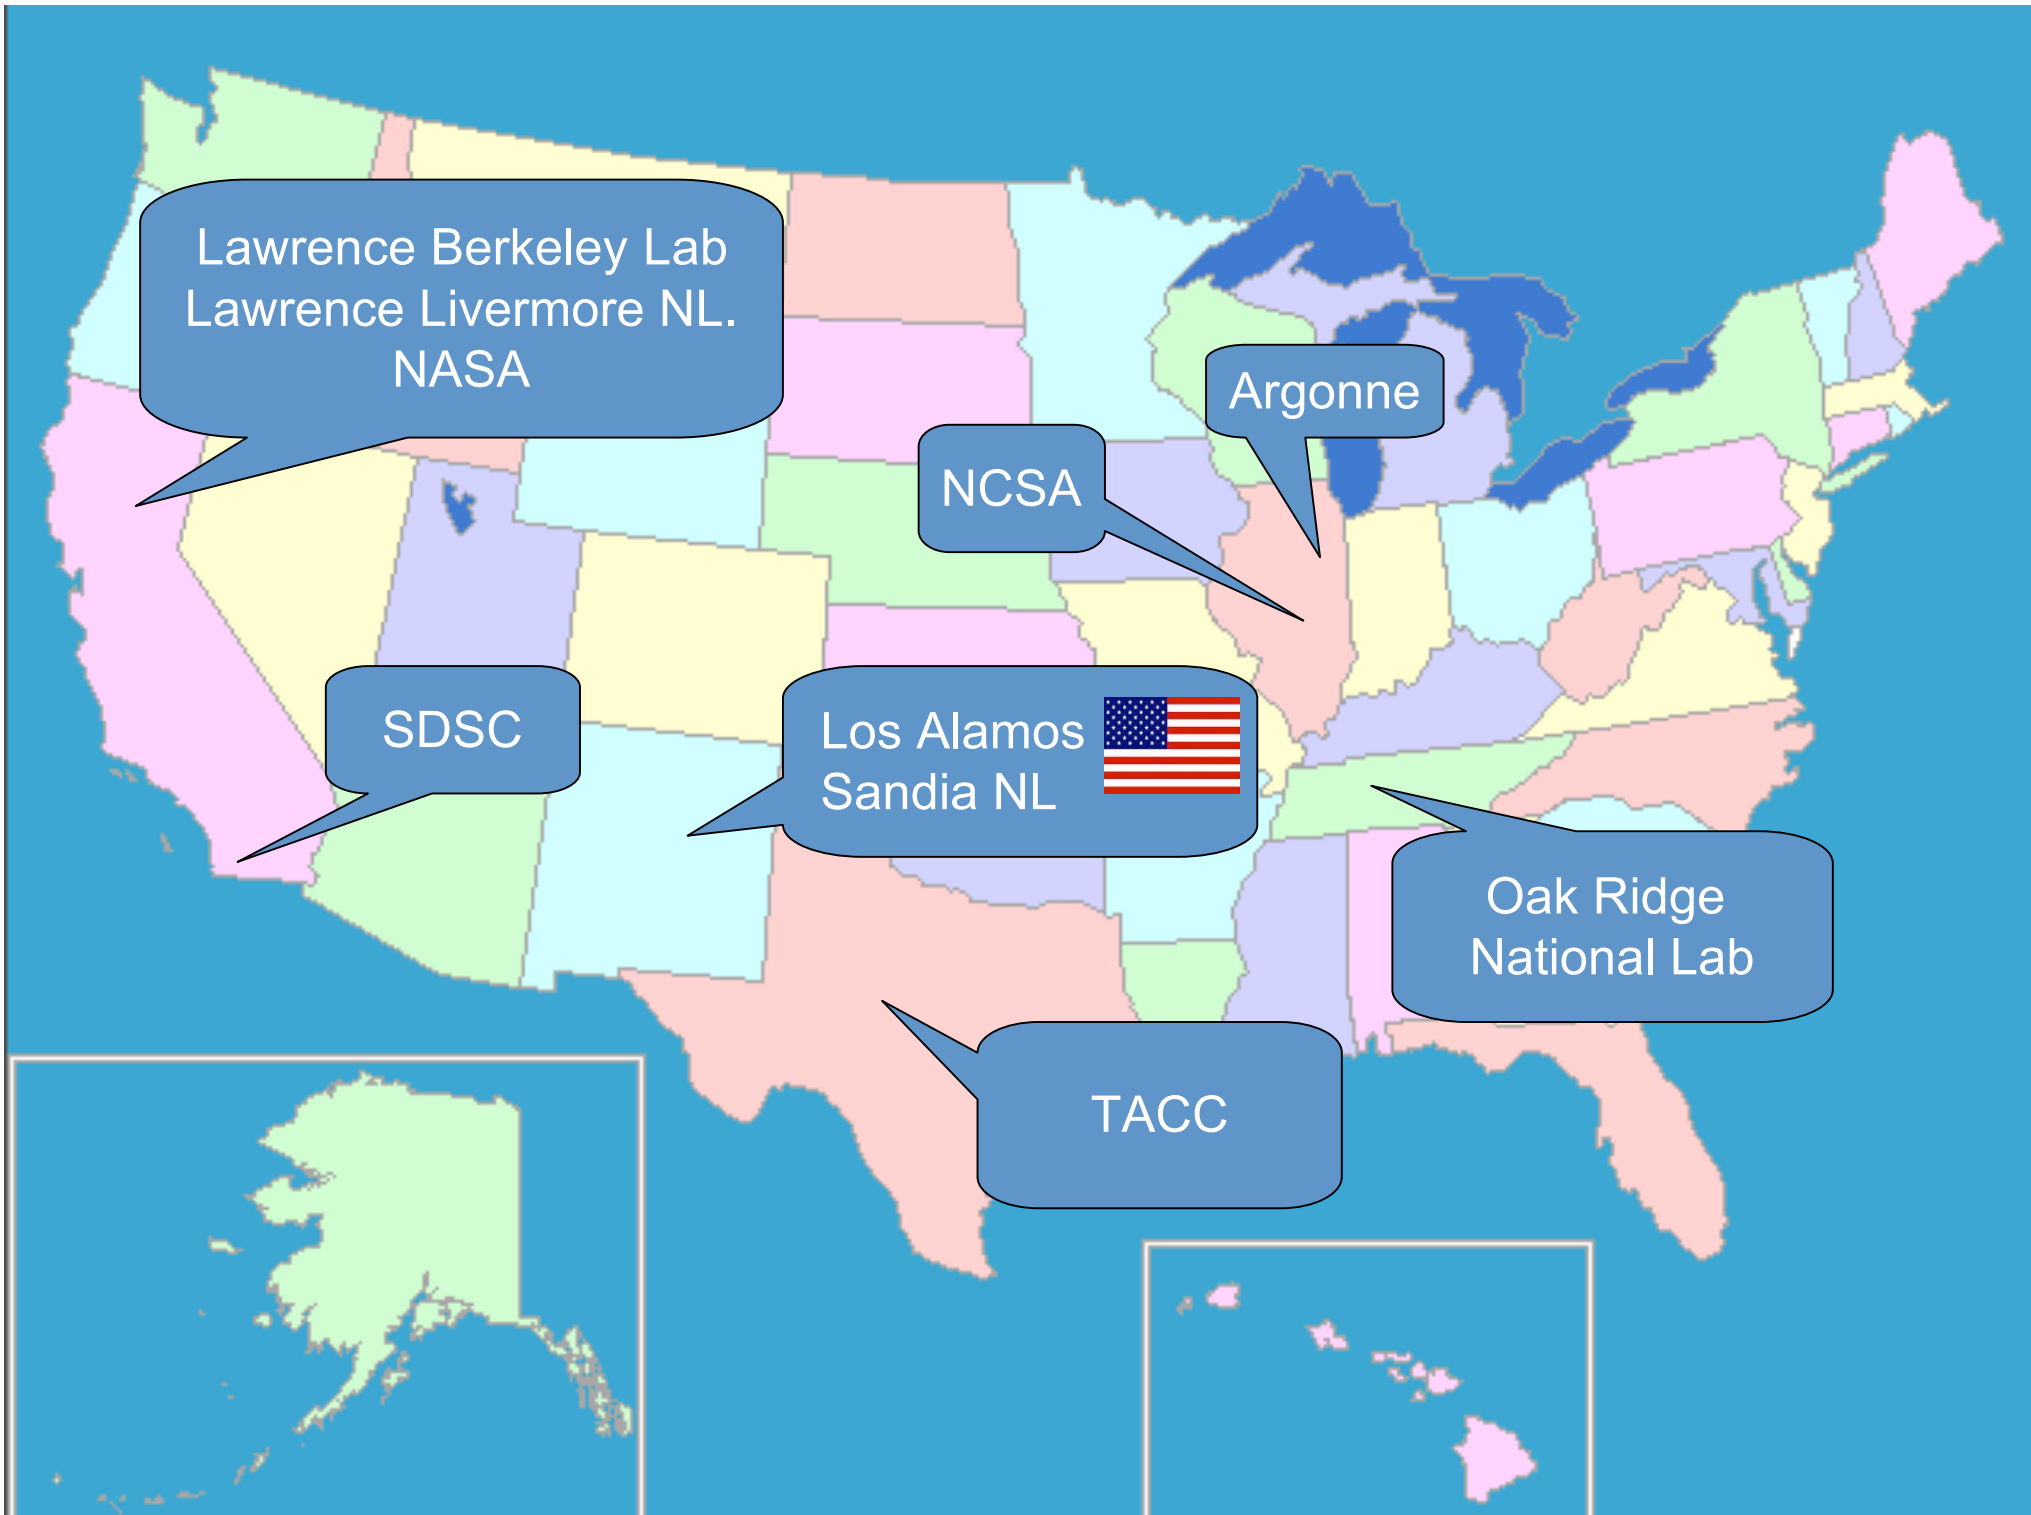 Lawrence Berkeley Lab
Lawrence Livermore NL.
NASA
Argonne
NCSA
SDSC
Los Alamos
Sandia NL
Oak Ridge
National Lab
TACC